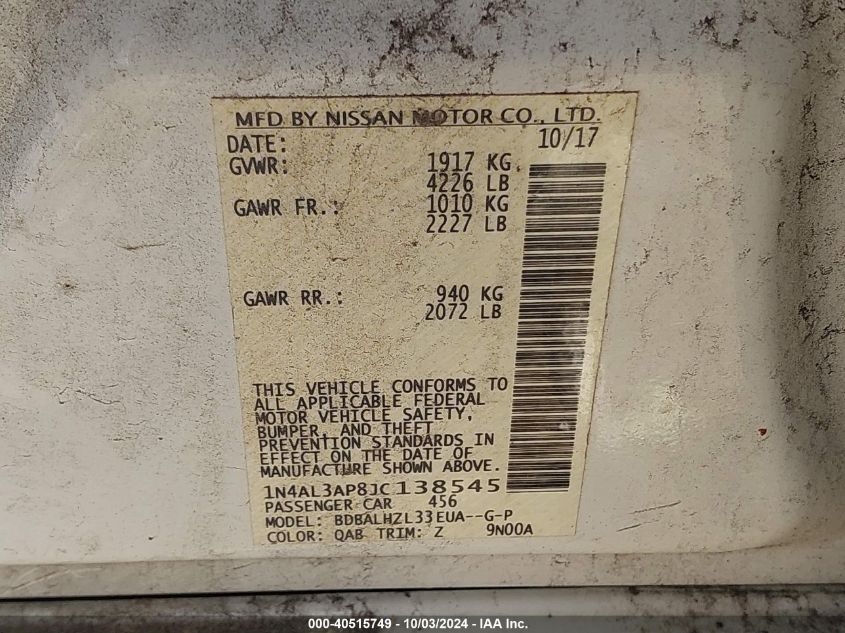 MFD BY NISSAN MOTOR CO., LTD.
DATE: 10/17
GVWR: 1917 KG
4226 LB
GAWR FR.: 1010 KG
2227 LB
GAWR RR.: 940 KG
2072 LB
THIS VEHICLE CONFORMS TO
ALL APPLICABLE FEDERAL
MOTOR VEHICLE SAFETY,
BUMPER, AND THEFT
PREVENTION STANDARDS IN
EFFECT ON THE DATE OF
MANUFACTURE SHOWN ABOVE.
1N4AL3AP8JC138545
PASSENGER CAR 456
MODEL: BDBALHZL33EUA--G-P
COLOR: QAB TRIM: Z 9N00A
000-40515749 - 10/03/2024 - IAA Inc.